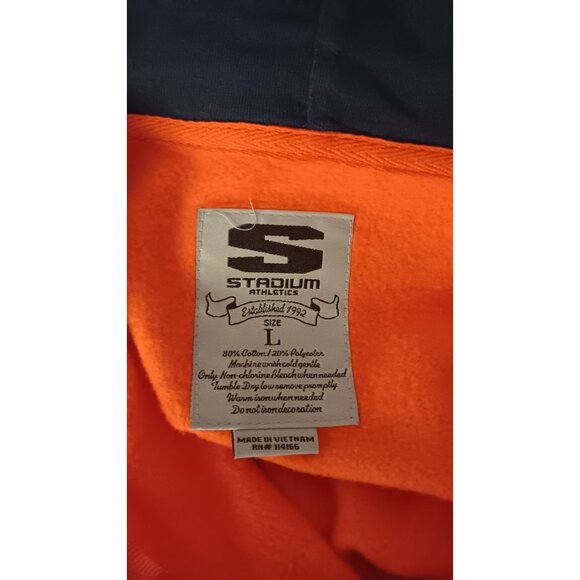 S
STADIUM
ATHLETICS
Established 1992
SIZE
L
80% Cotton / 20% Polyester
Machine wash cold gentle
Only Non-chlorine Bleach when needed
Tumble Dry low remove promptly
Warm iron when needed
Do not iron decoration
MADE IN VIETNAM
RN# 114166